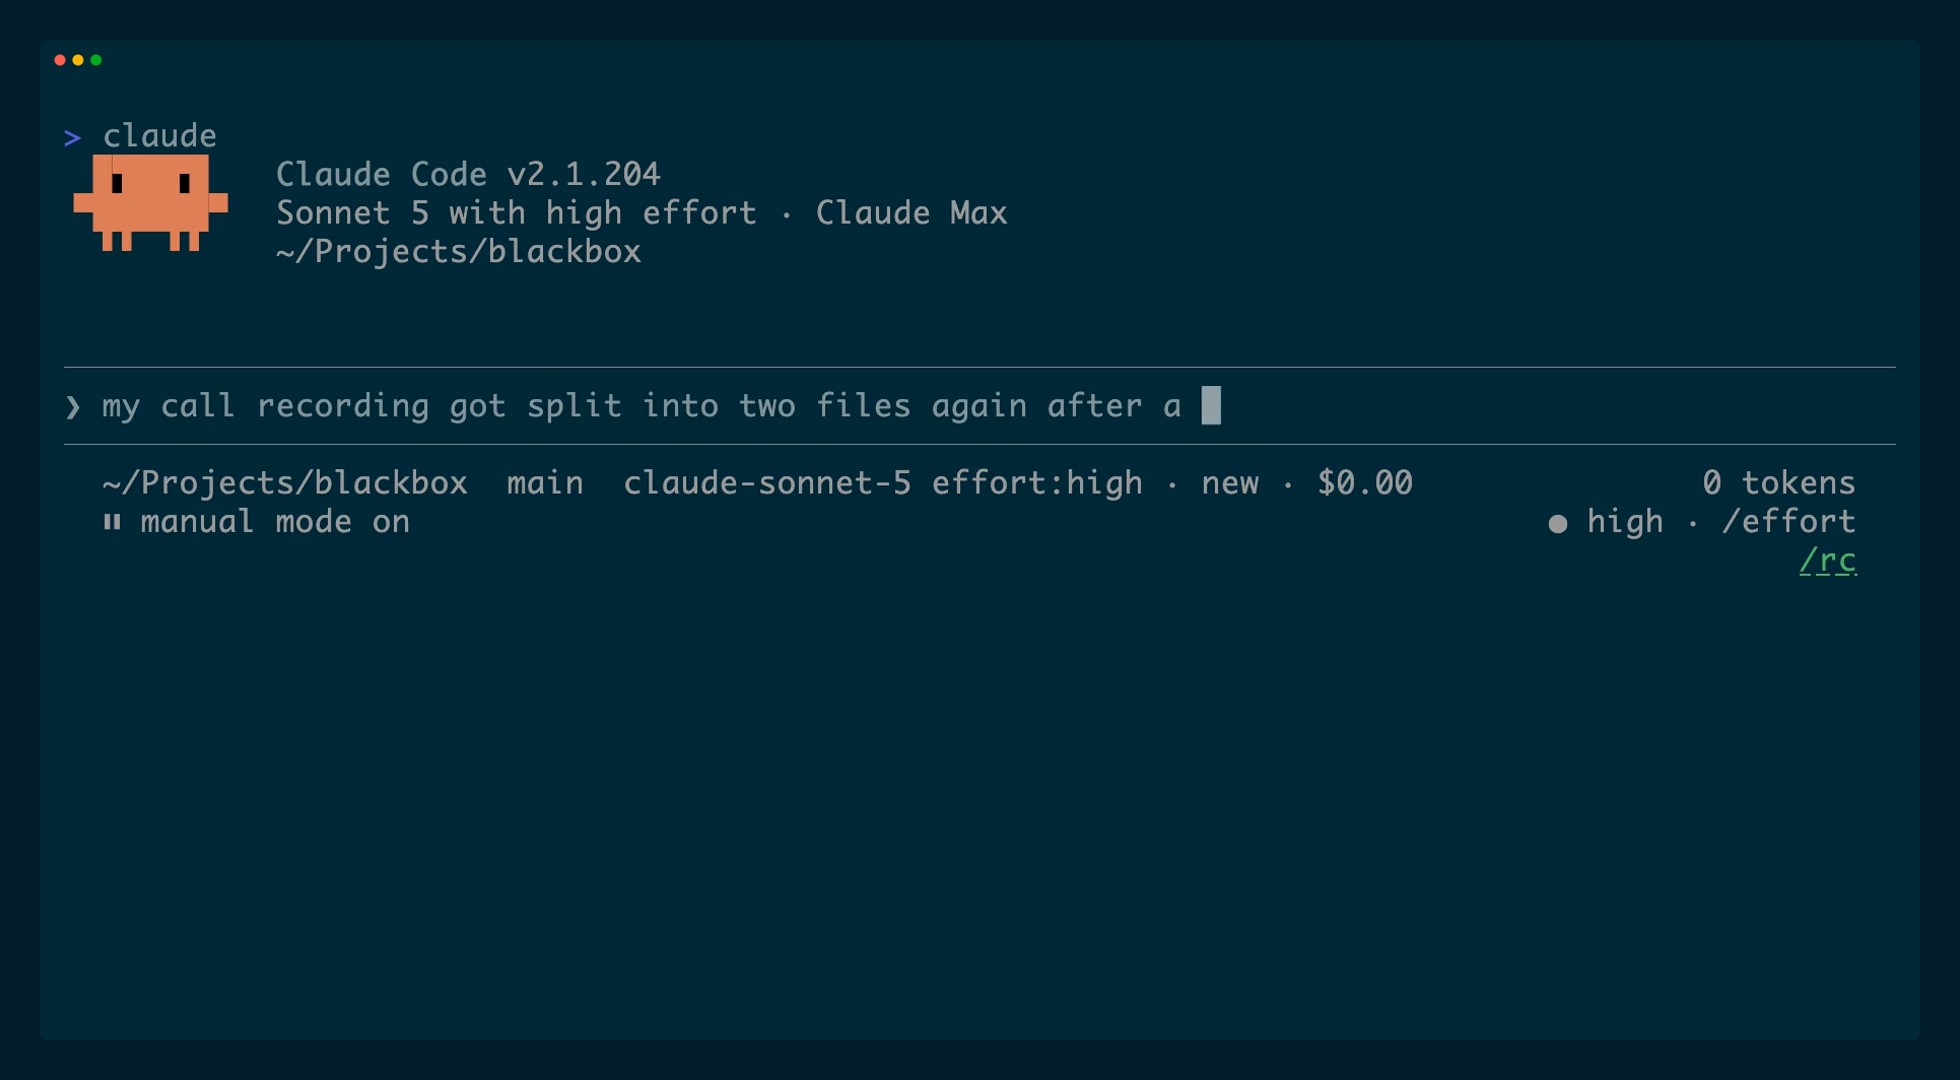 > claude
Claude Code v2.1.204
Sonnet 5 with high effort · Claude Max
~/Projects/blackbox
❯ my call recording got split into two files again after a
~/Projects/blackbox  main  claude-sonnet-5 effort:high · new · $0.00  0 tokens
⏸ manual mode on  ● high · /effort
/rc